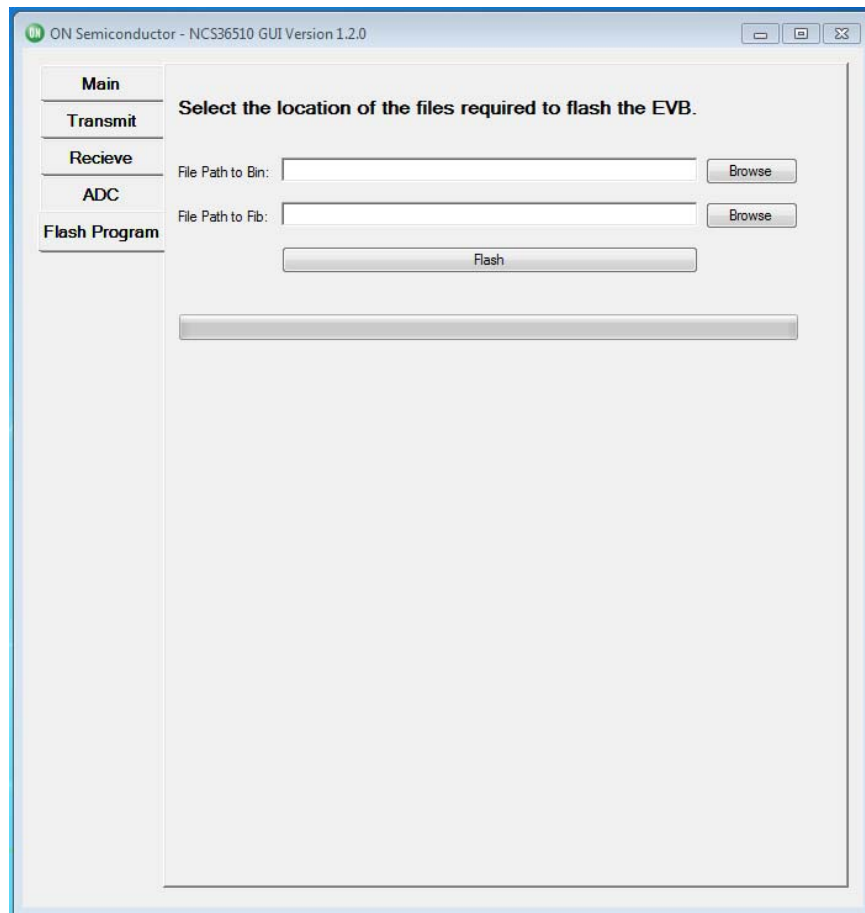 ON ON Semiconductor - NCS36510 GUI Version 1.2.0
Main
Transmit
Recieve
ADC
Flash Program
Select the location of the files required to flash the EVB.
File Path to Bin: Browse
File Path to Fib: Browse
Flash